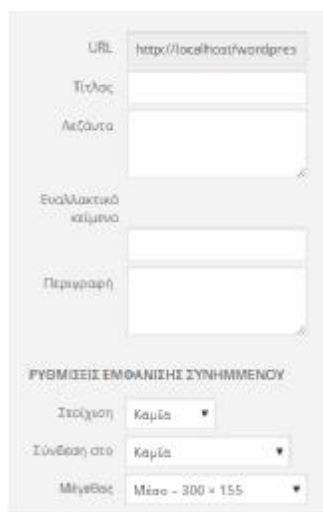 URL http://localhost/wordpres
Τίτλος
Λεζάντα
Εναλλακτικό
κείμενο
Περιγραφή
ΡΥΘΜΙΣΕΙΣ ΕΜΦΑΝΙΣΗΣ ΣΥΝΗΜΜΕΝΟΥ
Στοίχιση Καμία
Σύνδεση στο Καμία
Μέγεθος Μέσο – 300 × 155